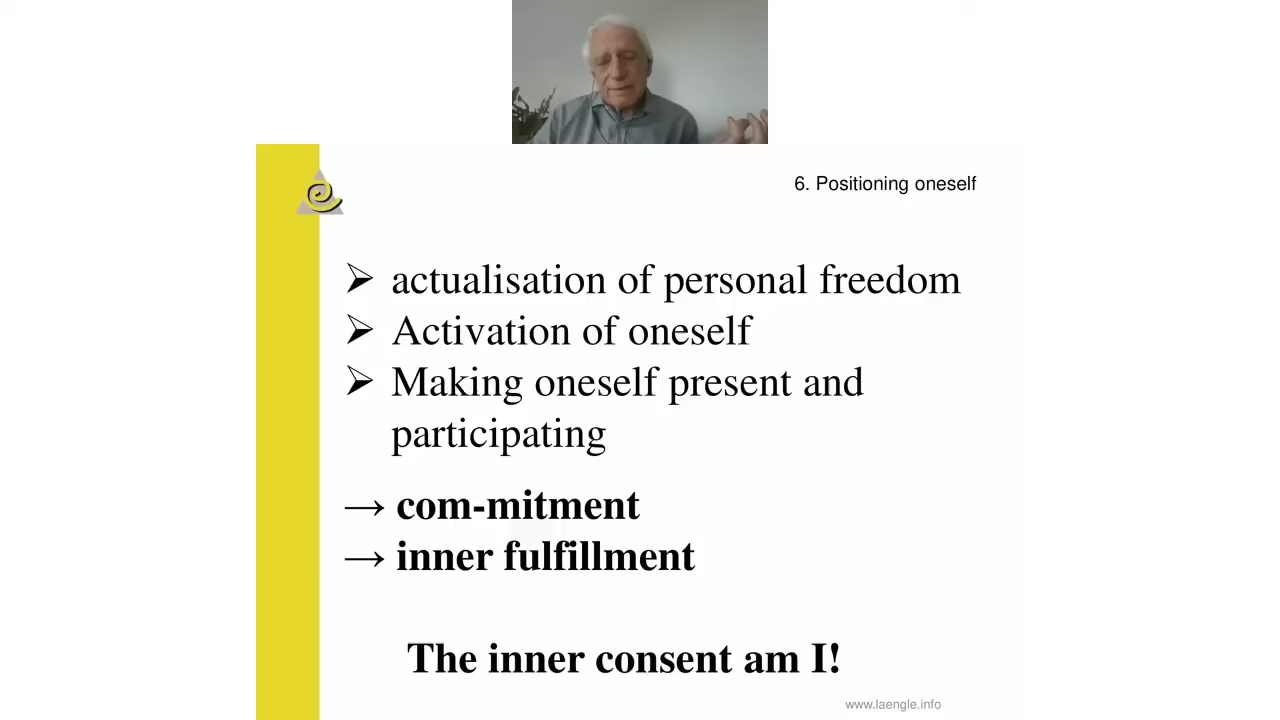 6. Positioning oneself
➢ actualisation of personal freedom
➢ Activation of oneself
➢ Making oneself present and
participating
→ com-mitment
→ inner fulfillment
The inner consent am I!
www.laengle.info